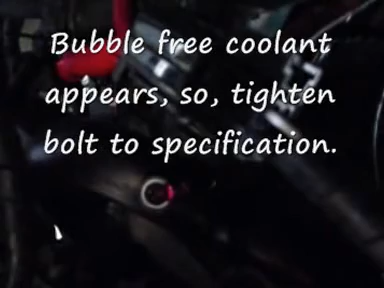 Bubble free coolant
appears, so, tighten
bolt to specification.